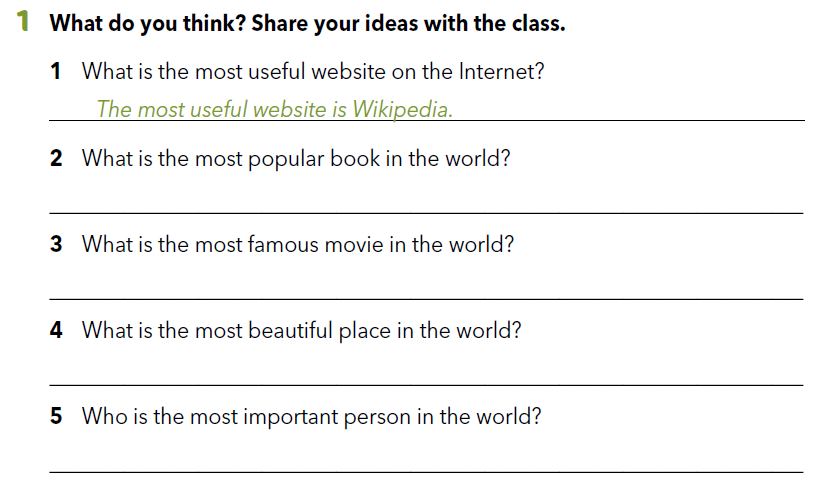 1 What do you think? Share your ideas with the class.
1 What is the most useful website on the Internet?
The most useful website is Wikipedia.
2 What is the most popular book in the world?
3 What is the most famous movie in the world?
4 What is the most beautiful place in the world?
5 Who is the most important person in the world?